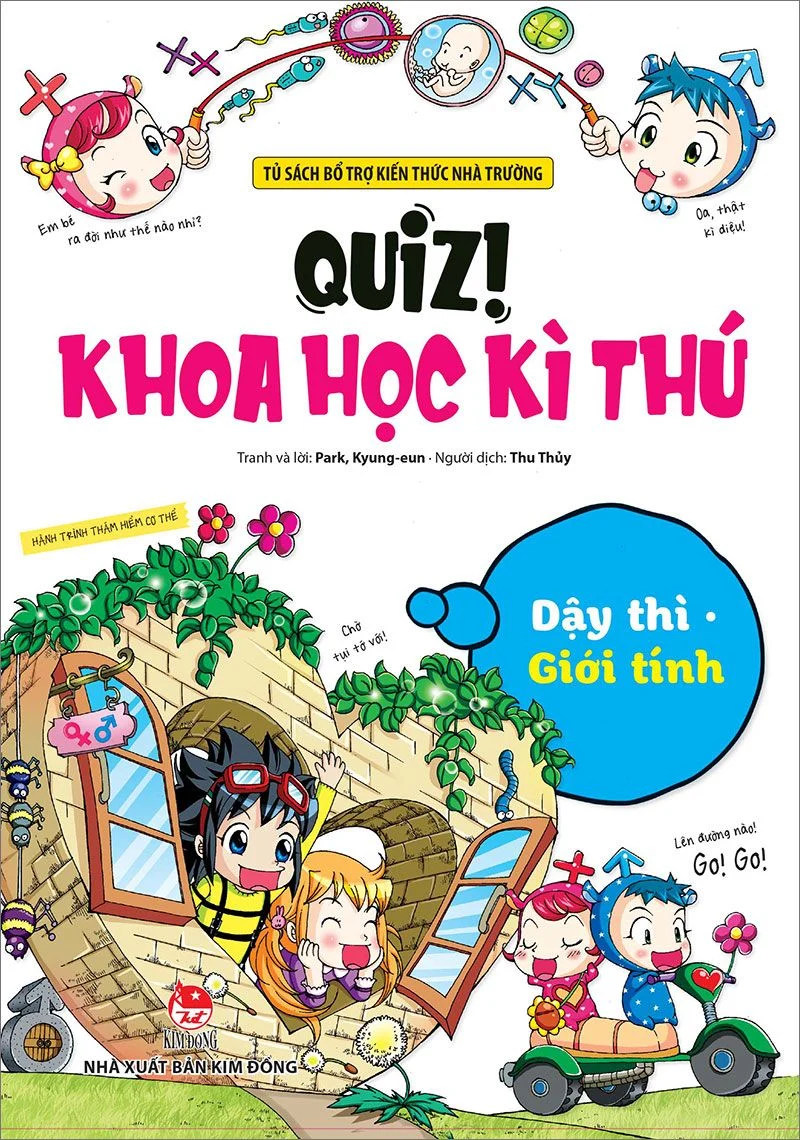 TỦ SÁCH BỔ TRỢ KIẾN THỨC NHÀ TRƯỜNG
Em bé
ra đời như thế nào nhỉ?
Oa, thật
kì diệu!
QUIZ!
KHOA HỌC KÌ THÚ
Tranh và lời: Park, Kyung-eun · Người dịch: Thu Thủy
HÀNH TRÌNH THÁM HIỂM CƠ THỂ
Chờ
tụi tớ với!
Dậy thì ·
Giới tính
Lên đường nào!
Go! Go!
kđ
KIM ĐỒNG
NHÀ XUẤT BẢN KIM ĐỒNG